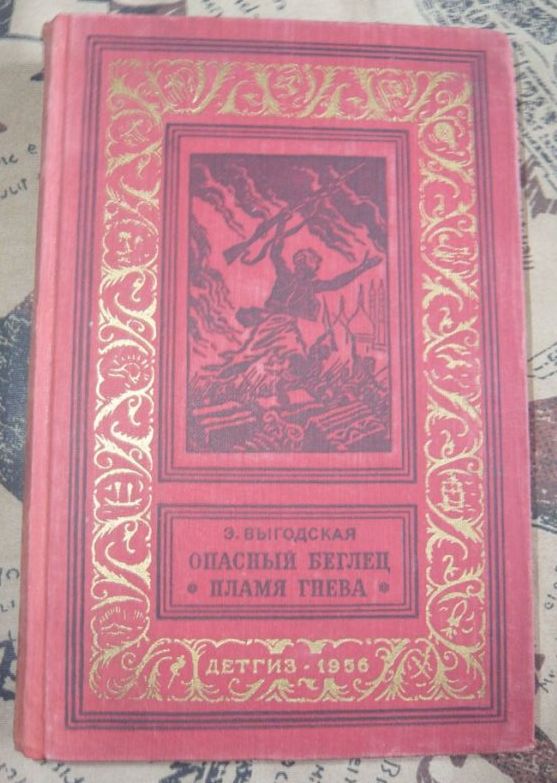 Э. ВЫГОДСКАЯ
ОПАСНЫЙ БЕГЛЕЦ
* ПЛАМЯ ГНЕВА *
ДЕТГИЗ · 1956